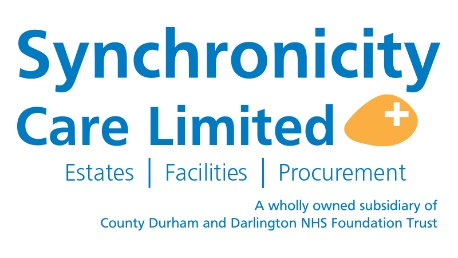 Synchronicity
Care Limited
Estates | Facilities | Procurement
A wholly owned subsidiary of
County Durham and Darlington NHS Foundation Trust